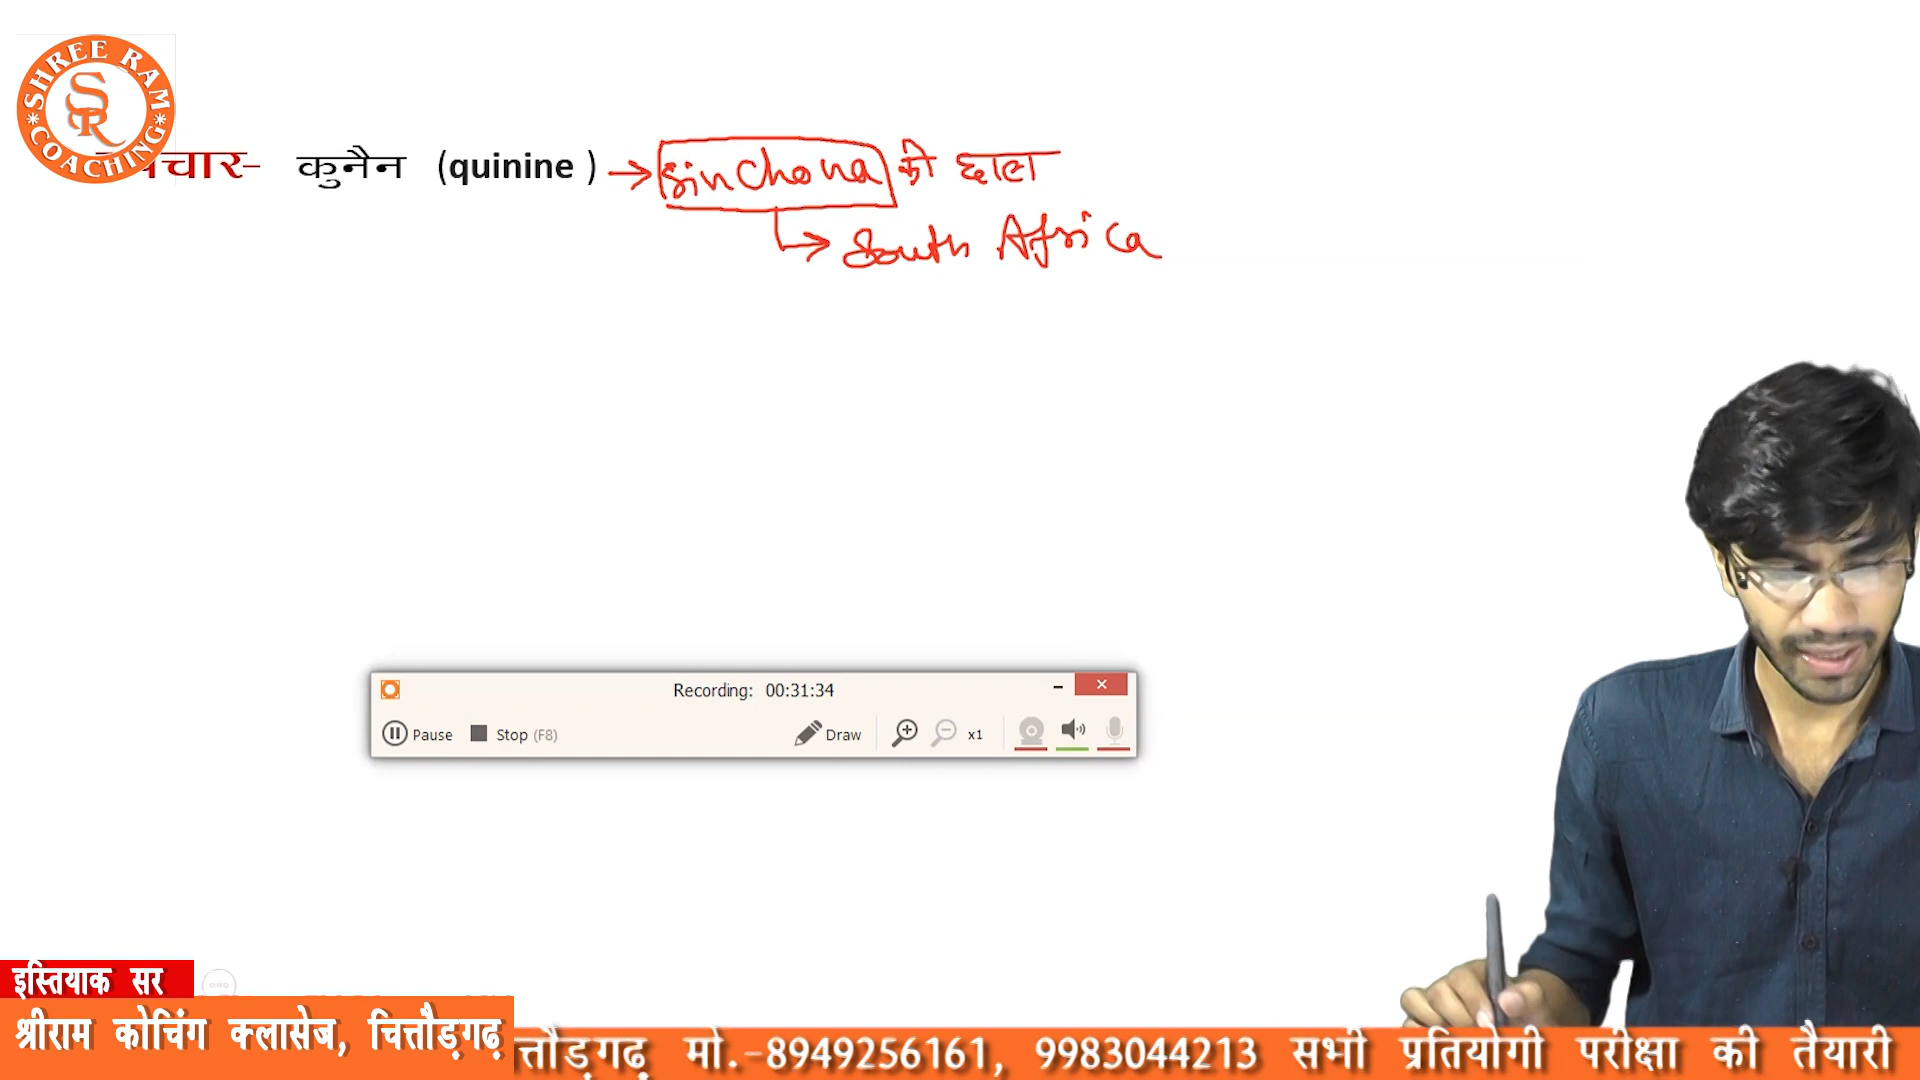 SHREE RAM
SR
COACHING
चार- कुनैन (quinine ) → Sinchona की छाल
→ South Africa
Recording: 00:31:34
Pause Stop (F8) Draw x1
इस्तियाक सर
श्रीराम कोचिंग क्लासेज, चित्तौड़गढ़
त्तौड़गढ़ मो.-8949256161, 9983044213 सभी प्रतियोगी परीक्षा की तैयारी